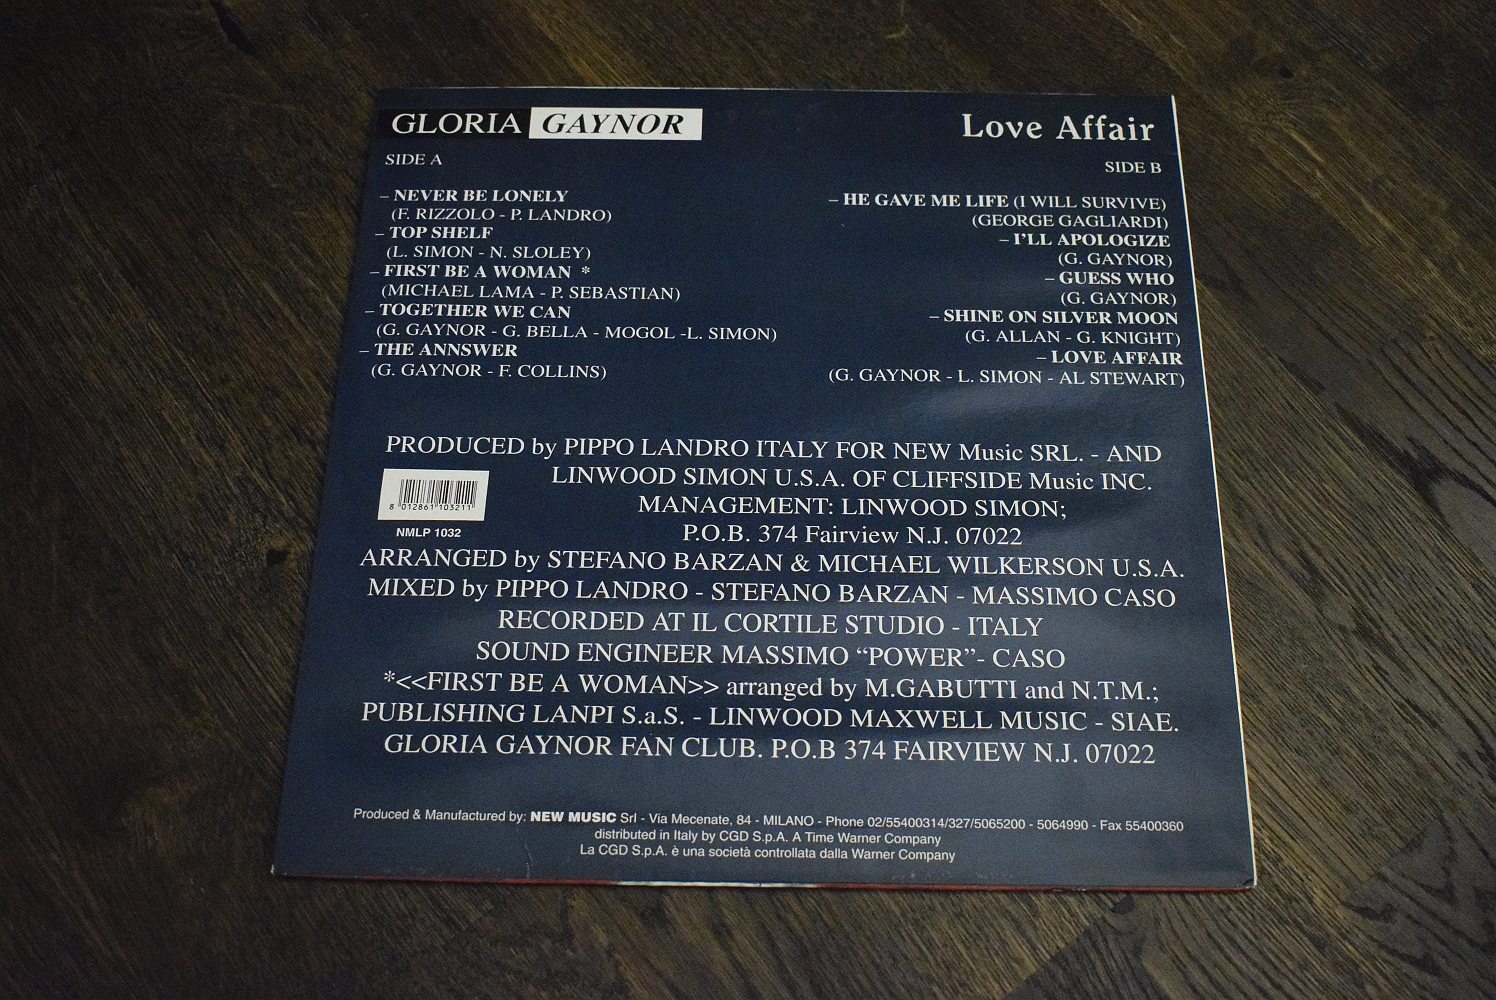 GLORIA GAYNOR
Love Affair
SIDE A
– NEVER BE LONELY
(F. RIZZOLO - P. LANDRO)
– TOP SHELF
(L. SIMON - N. SLOLEY)
– FIRST BE A WOMAN *
(MICHAEL LAMA - P. SEBASTIAN)
– TOGETHER WE CAN
(G. GAYNOR - G. BELLA - MOGOL -L. SIMON)
– THE ANNSWER
(G. GAYNOR - F. COLLINS)
SIDE B
– HE GAVE ME LIFE (I WILL SURVIVE)
(GEORGE GAGLIARDI)
– I'LL APOLOGIZE
(G. GAYNOR)
– GUESS WHO
(G. GAYNOR)
– SHINE ON SILVER MOON
(G. ALLAN - G. KNIGHT)
– LOVE AFFAIR
(G. GAYNOR - L. SIMON - AL STEWART)
PRODUCED by PIPPO LANDRO ITALY FOR NEW Music SRL. - AND
LINWOOD SIMON U.S.A. OF CLIFFSIDE Music INC.
MANAGEMENT: LINWOOD SIMON;
P.O.B. 374 Fairview N.J. 07022
8 012861 103211
NMLP 1032
ARRANGED by STEFANO BARZAN & MICHAEL WILKERSON U.S.A.
MIXED by PIPPO LANDRO - STEFANO BARZAN - MASSIMO CASO
RECORDED AT IL CORTILE STUDIO - ITALY
SOUND ENGINEER MASSIMO “POWER”- CASO
*<<FIRST BE A WOMAN>> arranged by M.GABUTTI and N.T.M.;
PUBLISHING LANPI S.a.S. - LINWOOD MAXWELL MUSIC - SIAE.
GLORIA GAYNOR FAN CLUB. P.O.B 374 FAIRVIEW N.J. 07022
Produced & Manufactured by: NEW MUSIC Srl - Via Mecenate, 84 - MILANO - Phone 02/55400314/327/5065200 - 5064990 - Fax 55400360
distributed in Italy by CGD S.p.A. A Time Warner Company
La CGD S.p.A. è una società controllata dalla Warner Company